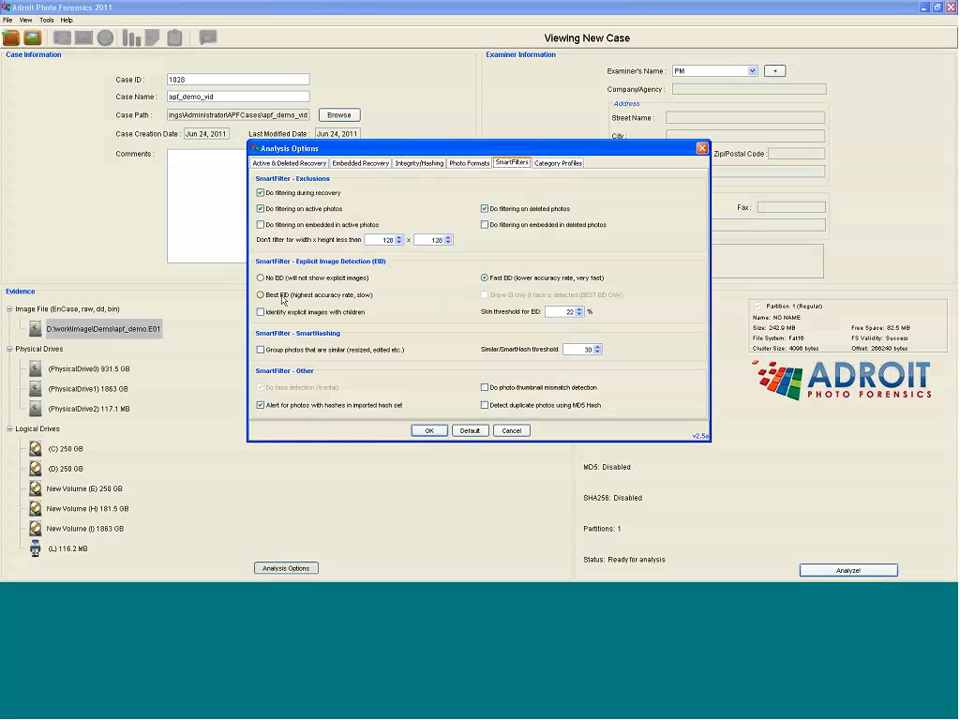 Adroit Photo Forensics 2011
File View Tools Help
Viewing New Case
Case Information
Case ID : 1828
Case Name : apf_demo_vid
Case Path : ings\Administrator\APFCases\apf_demo_vid Browse
Case Creation Date : Jun 24, 2011 Last Modified Date : Jun 24, 2011
Comments :
Examiner Information
Examiner's Name : PM +
Company/Agency :
Address
Street Name :
City :
Zip/Postal Code :
Fax :
Analysis Options
Active & Deleted Recovery Embedded Recovery Integrity/Hashing Photo Formats SmartFilters Category Profiles
SmartFilter - Exclusions
Do filtering during recovery
Do filtering on active photos Do filtering on deleted photos
Do filtering on embedded in active photos Do filtering on embedded in deleted photos
Don't filter for width x height less than 128 x 128
SmartFilter - Explicit Image Detection (EID)
No EID (will not show explicit images) Fast EID (lower accuracy rate, very fast)
Best EID (highest accuracy rate, slow) Show EID only if face is detected (BEST EID Only)
Identify explicit images with children Skin threshold for EID: 22 %
SmartFilter - SmartHashing
Group photos that are similar (resized, edited etc.) Similar/SmartHash threshold: 30
SmartFilter - Other
Do face detection (frontal) Do photo-thumbnail mismatch detection
Alert for photos with hashes in imported hash set Detect duplicate photos using MD5 Hash
OK Default Cancel
v2.5a
Evidence
Image File (EnCase, raw, dd, bin)
D:\work\Image\Demo\apf_demo.E01
Physical Drives
(PhysicalDrive0) 931.5 GB
(PhysicalDrive1) 1863 GB
(PhysicalDrive2) 117.1 MB
Logical Drives
(C) 250 GB
(D) 250 GB
New Volume (E) 250 GB
New Volume (H) 181.5 GB
New Volume (I) 1863 GB
(L) 116.2 MB
Analysis Options
Partition 1 (Regular)
Name: NO NAME
Size: 242.9 MB Free Space: 82.5 MB
File System: Fat16 FS Validity: Success
Cluster Size: 4096 bytes Offset: 266240 bytes
ADROIT
PHOTO FORENSICS
MD5: Disabled
SHA256: Disabled
Partitions: 1
Status: Ready for analysis
Analyze!